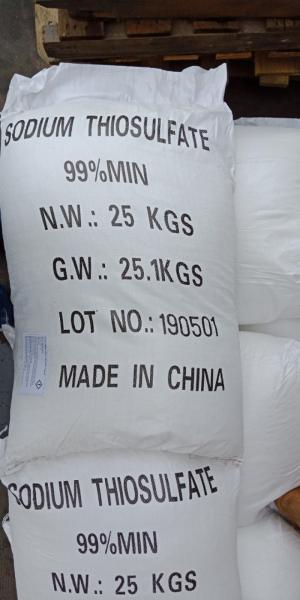 SODIUM THIOSULFATE
99%MIN
N.W.: 25 KGS
G.W.: 25.1KGS
LOT NO.: 190501
MADE IN CHINA
SODIUM THIOSULFATE
99%MIN
N.W.: 25 KGS